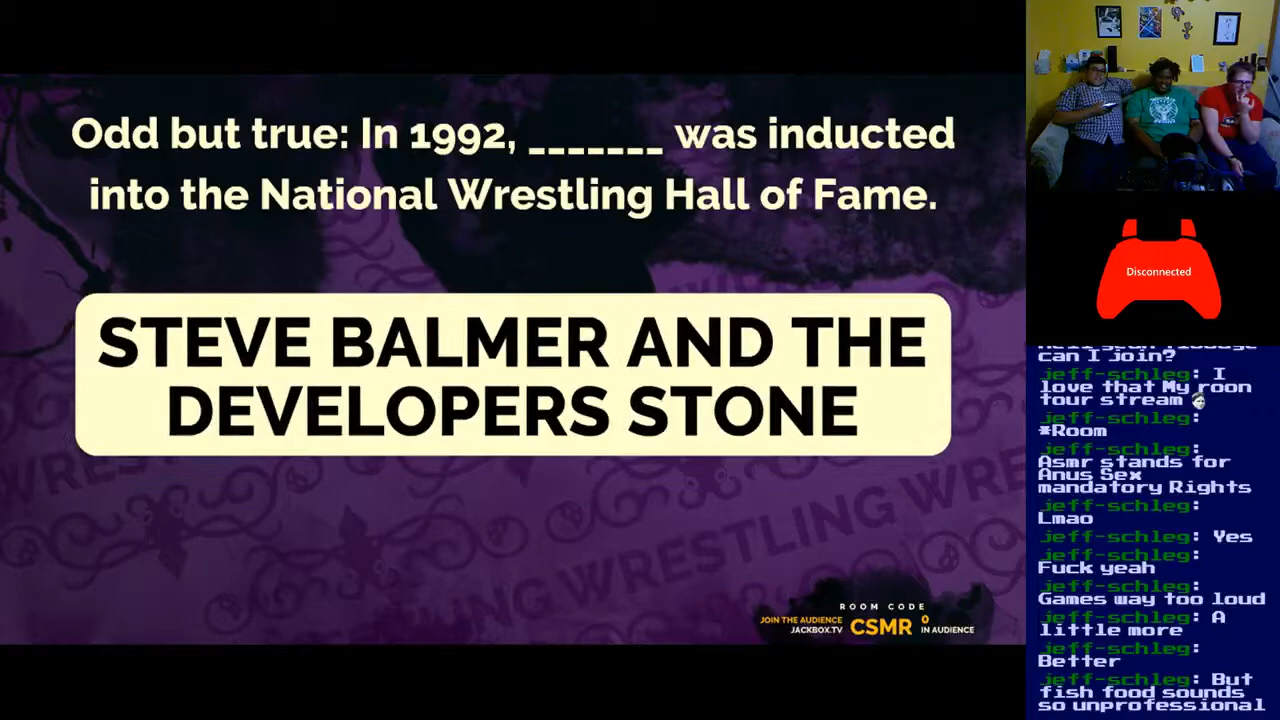 Odd but true: In 1992, _______ was inducted
into the National Wrestling Hall of Fame.
STEVE BALMER AND THE
DEVELOPERS STONE
ROOM CODE
JOIN THE AUDIENCE
JACKBOX.TV
CSMR
0
IN AUDIENCE
Disconnected
can I join?
jeff-schleg: I
love that My roon
tour stream
jeff-schleg:
*Room
jeff-schleg:
Asmr stands for
Anus Sex
mandatory Rights
jeff-schleg:
Lmao
jeff-schleg: Yes
jeff-schleg:
Fuck yeah
jeff-schleg:
Games way too loud
jeff-schleg: A
little more
jeff-schleg:
Better
jeff-schleg: But
fish food sounds
so unprofessional